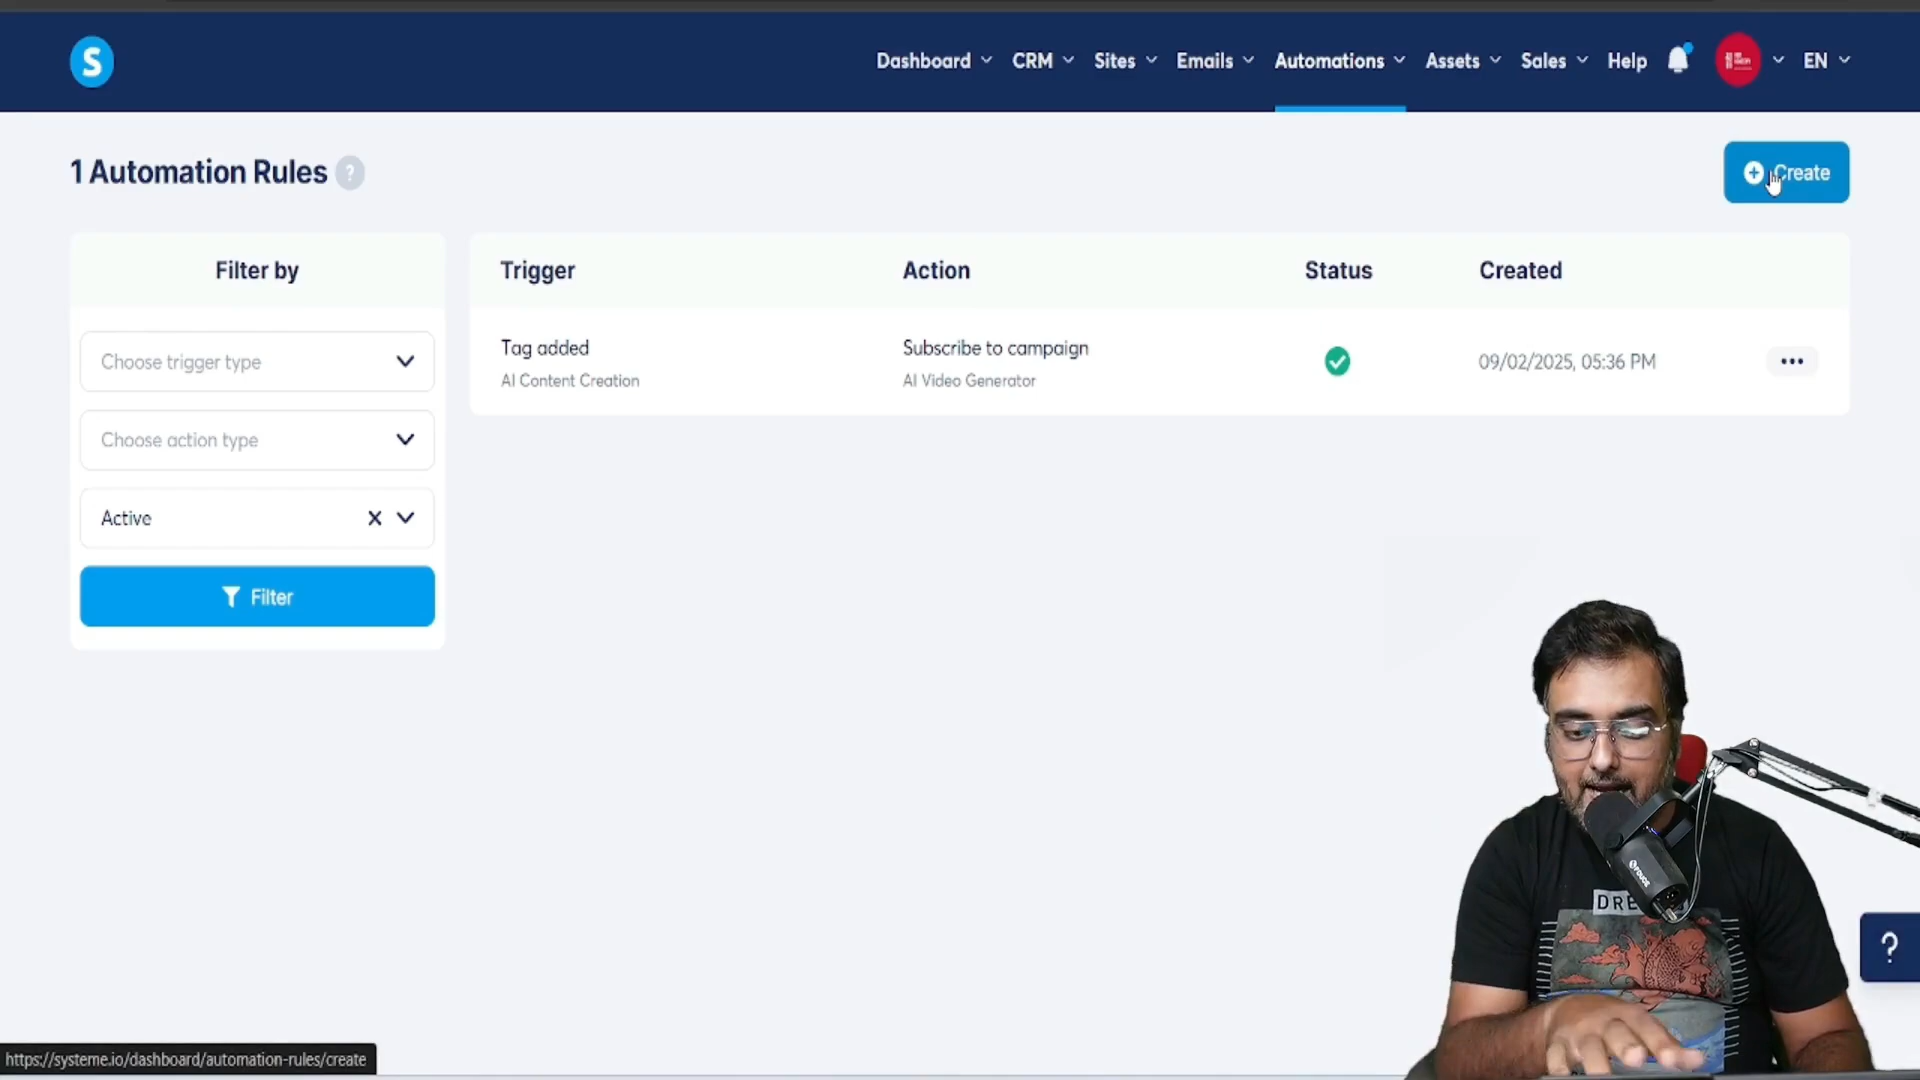 S
Dashboard CRM Sites Emails Automations Assets Sales Help EN
1 Automation Rules ?
Create
Filter by
Choose trigger type
Choose action type
Active
Filter
Trigger Action Status Created
Tag added Subscribe to campaign 09/02/2025, 05:36 PM
AI Content Creation AI Video Generator
DRE
?
https://systeme.io/dashboard/automation-rules/create